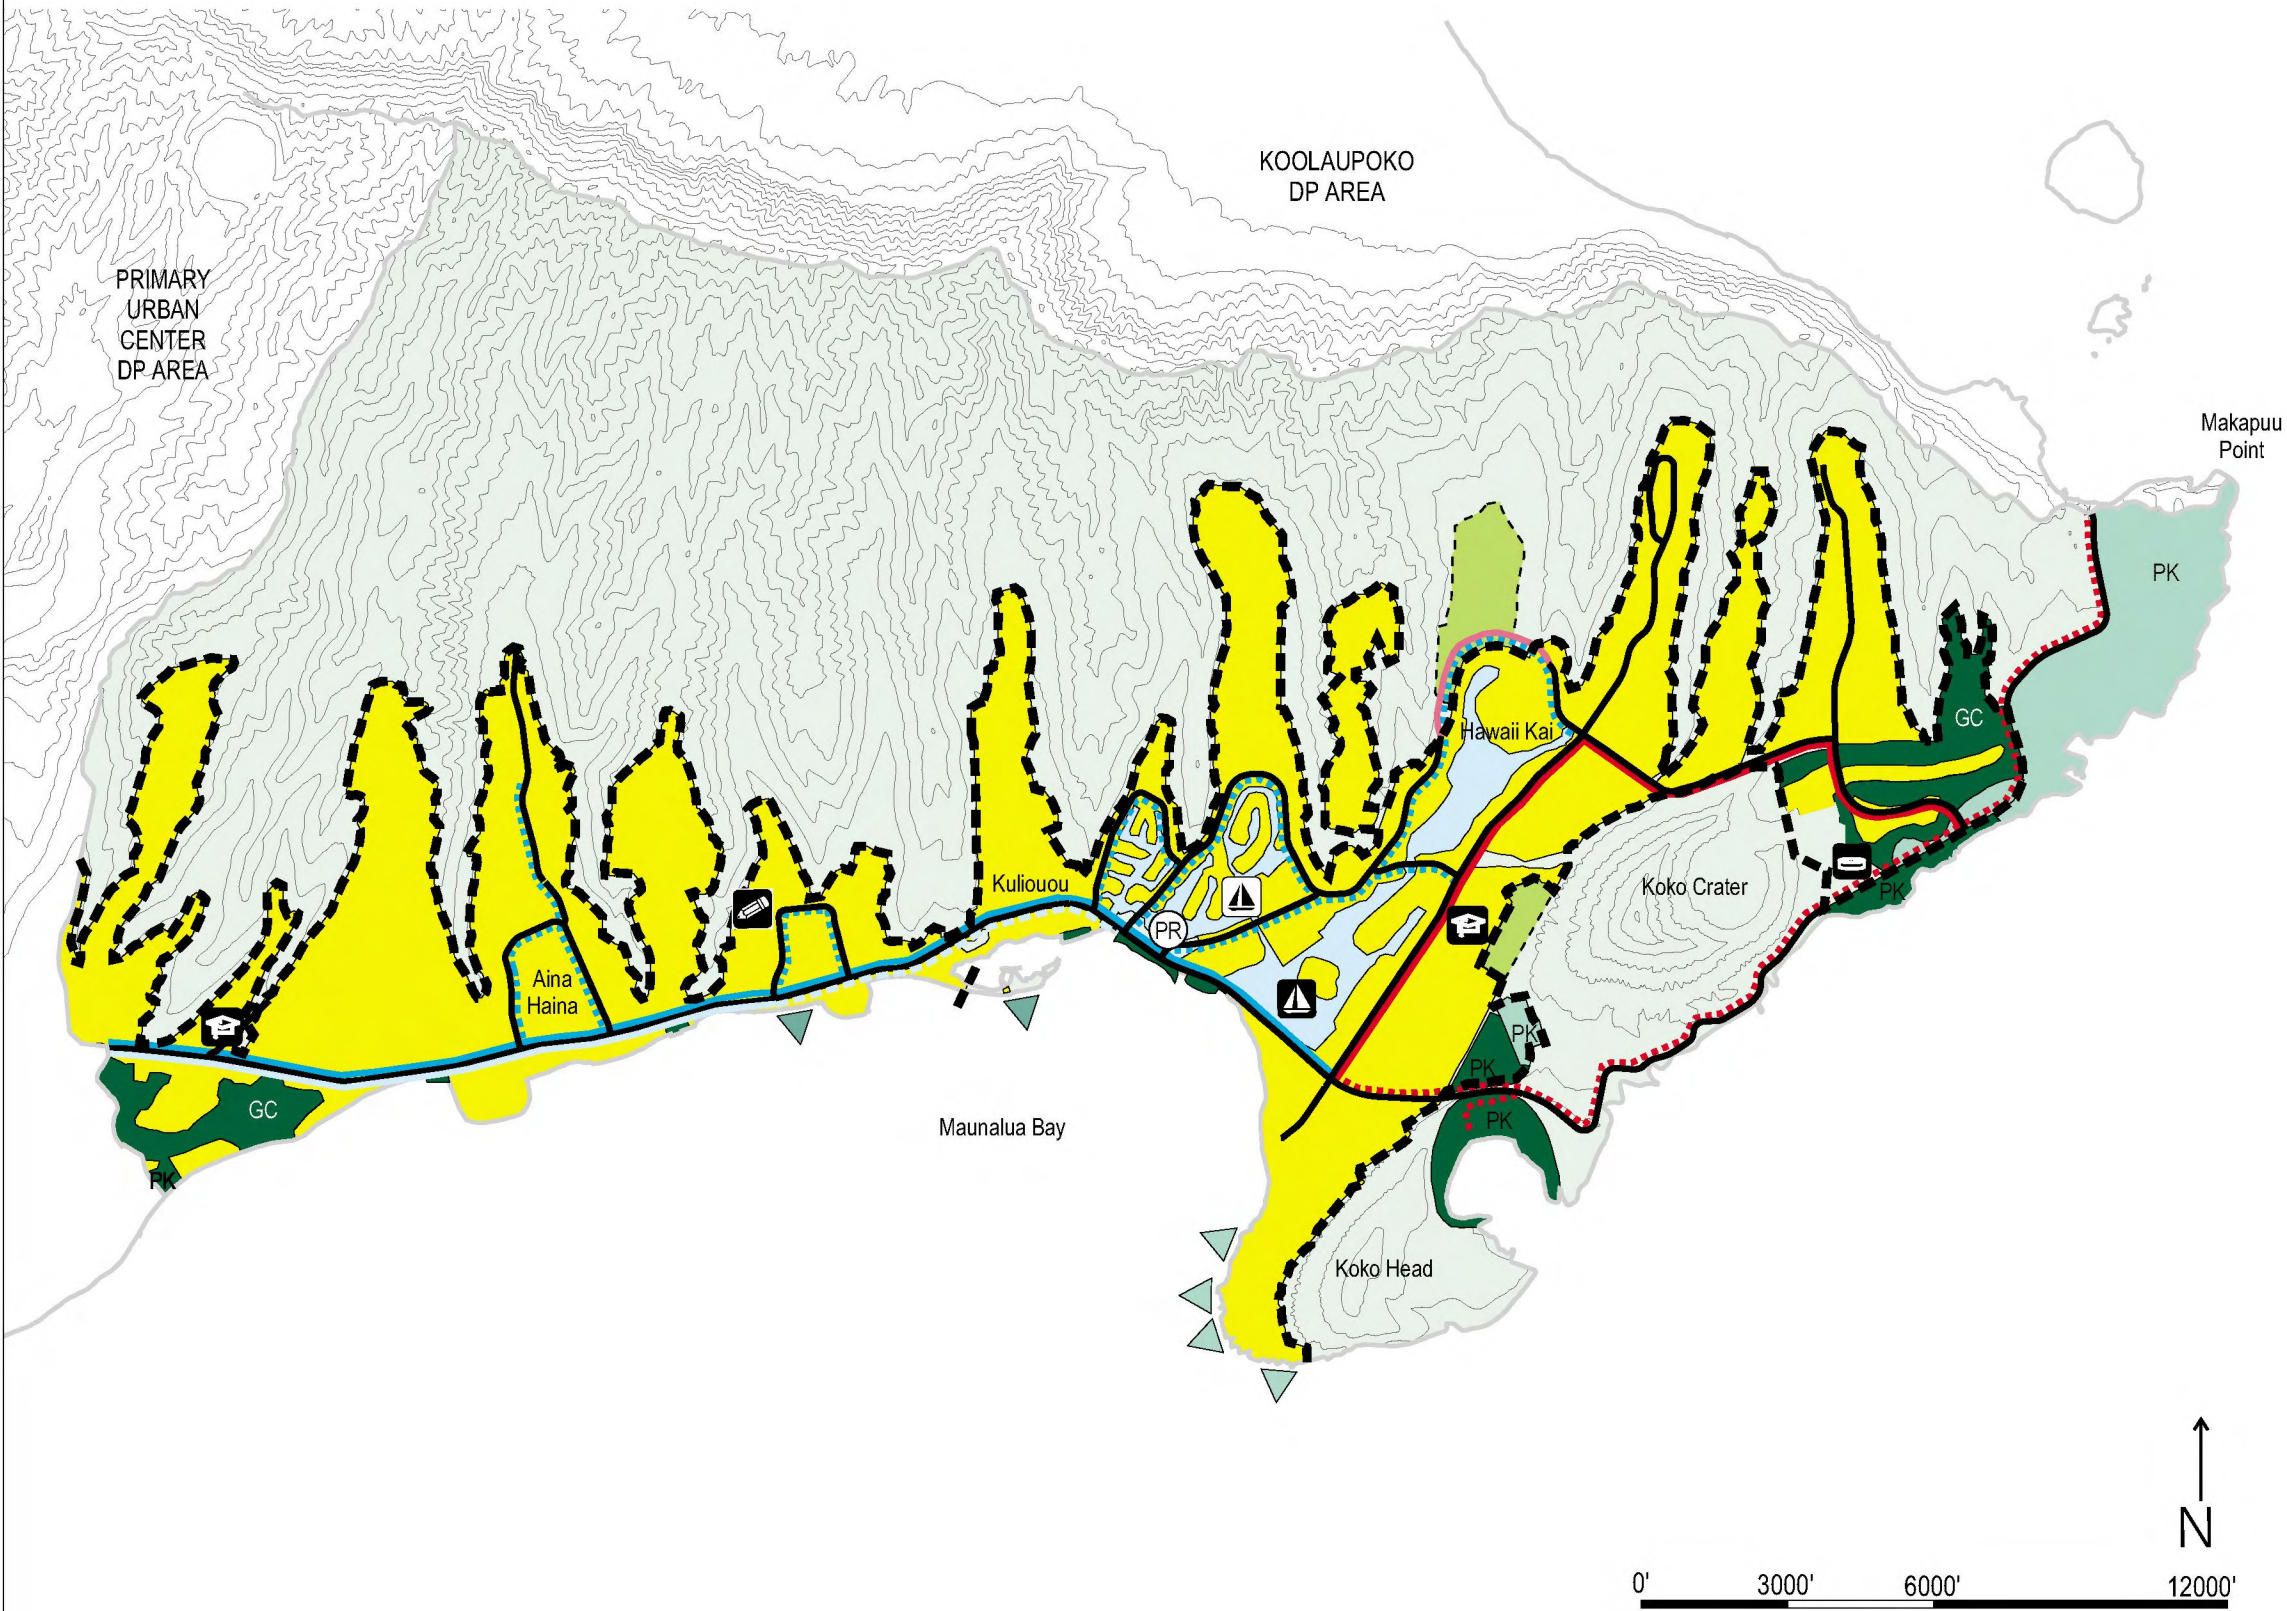 KOOLAUPOKO
DP AREA
PRIMARY
URBAN
CENTER
DP AREA
Makapuu
Point
PK
GC
Hawaii Kai
Kuliouou
Koko Crater
PK
PR
Aina
Haina
PK
PK
GC
PK
Maunalua Bay
PK
Koko Head
N
0' 3000' 6000' 12000'